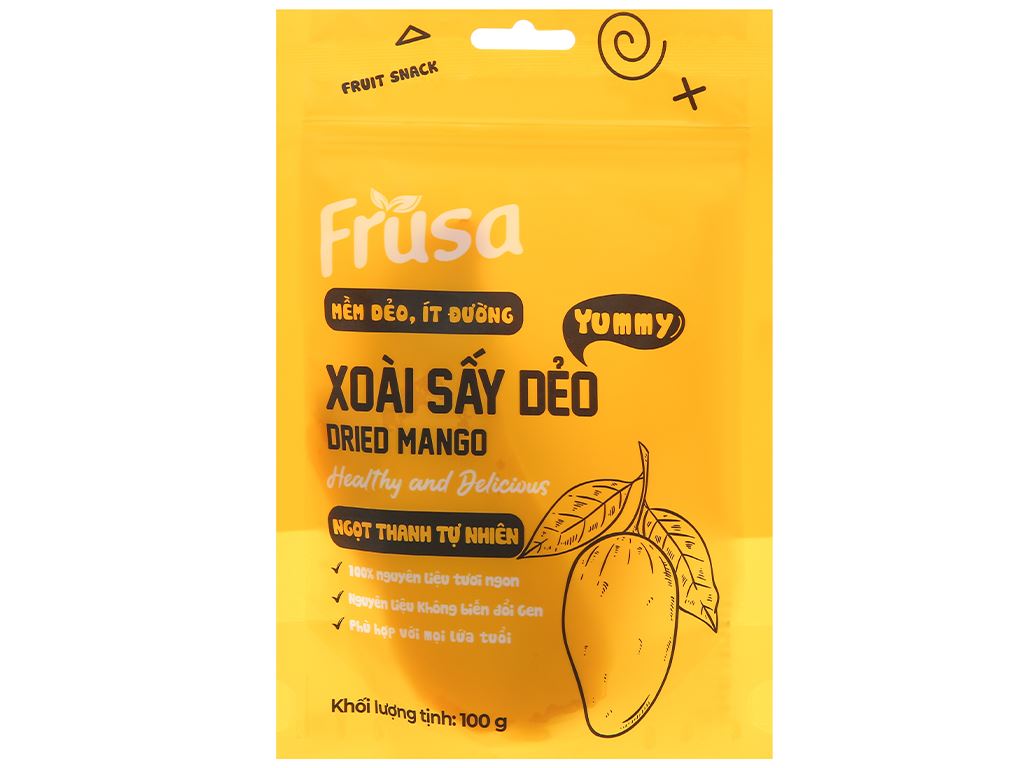 FRUIT SNACK
Frusa
MỀM DẺO, ÍT ĐƯỜNG
YUMMY
XOÀI SẤY DẺO
DRIED MANGO
Healthy and Delicious
NGỌT THANH TỰ NHIÊN
100% nguyên liệu tươi ngon
Nguyên liệu không biến đổi Gen
Phù hợp với mọi lứa tuổi
Khối lượng tịnh: 100 g